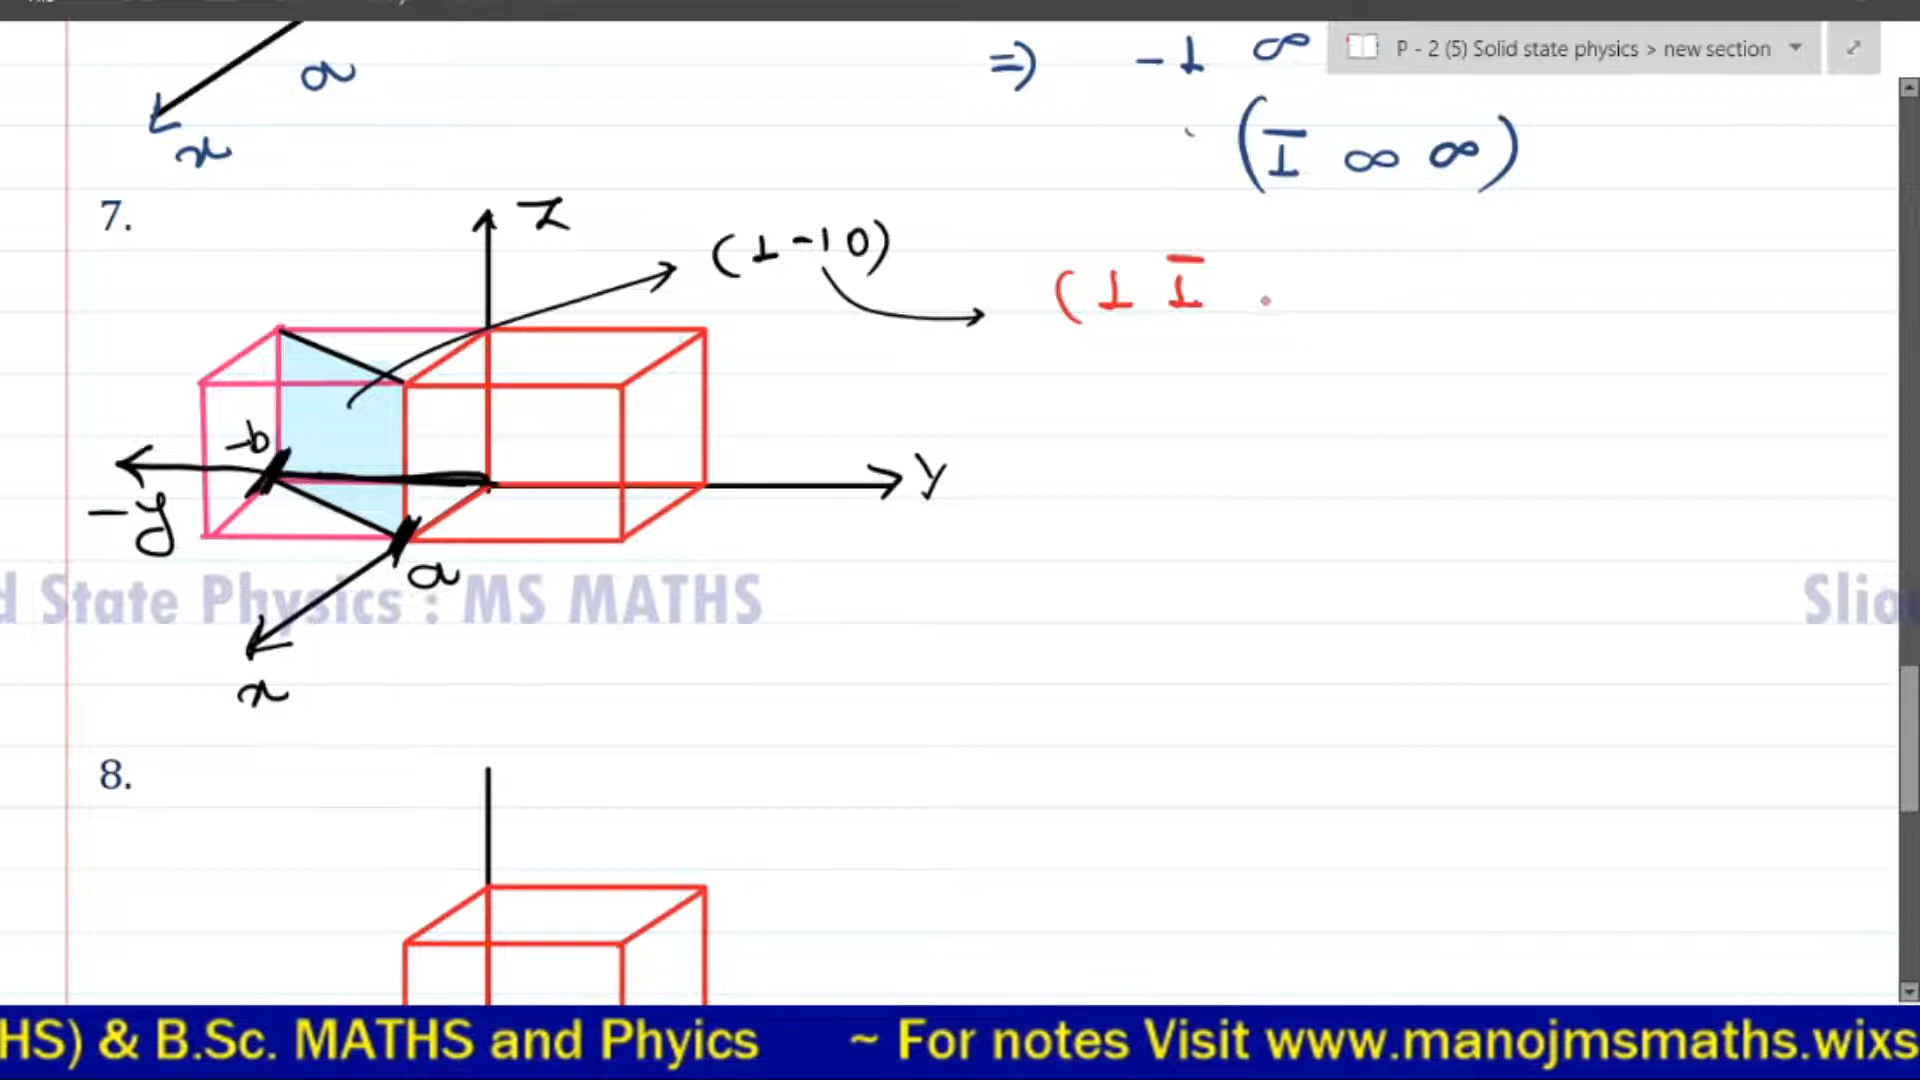 P - 2 (5) Solid state physics > new section
a
x
=) -1 ∞
(1̅ ∞ ∞)
7.
z
(1 -1 0)
(1 1̅
-b
-y
y
a
x
d State Physics : MS MATHS
Slid
8.
HS) & B.Sc. MATHS and Phyics ~ For notes Visit www.manojmsmaths.wixs